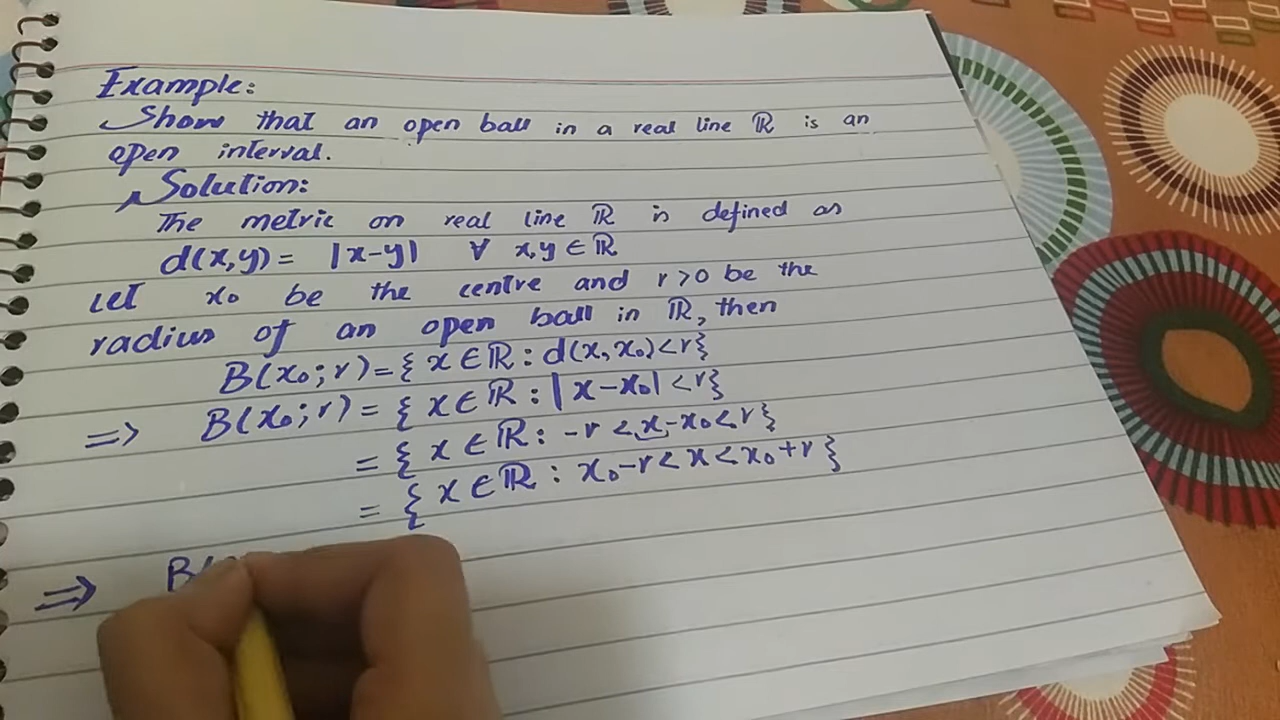 Example:
Show that an open ball in a real line ℝ is an
open interval.
Solution:
The metric on real line ℝ is defined as
d(x,y) = |x-y| ∀ x,y ∈ ℝ
Let x₀ be the centre and r>0 be the
radius of an open ball in ℝ, then
B(x₀;r) = { x ∈ ℝ : d(x, x₀) < r }
=> B(x₀;r) = { x ∈ ℝ : |x-x₀| < r }
= { x ∈ ℝ : -r < x-x₀ < r }
= { x ∈ ℝ : x₀-r < x < x₀+r }
=> B(